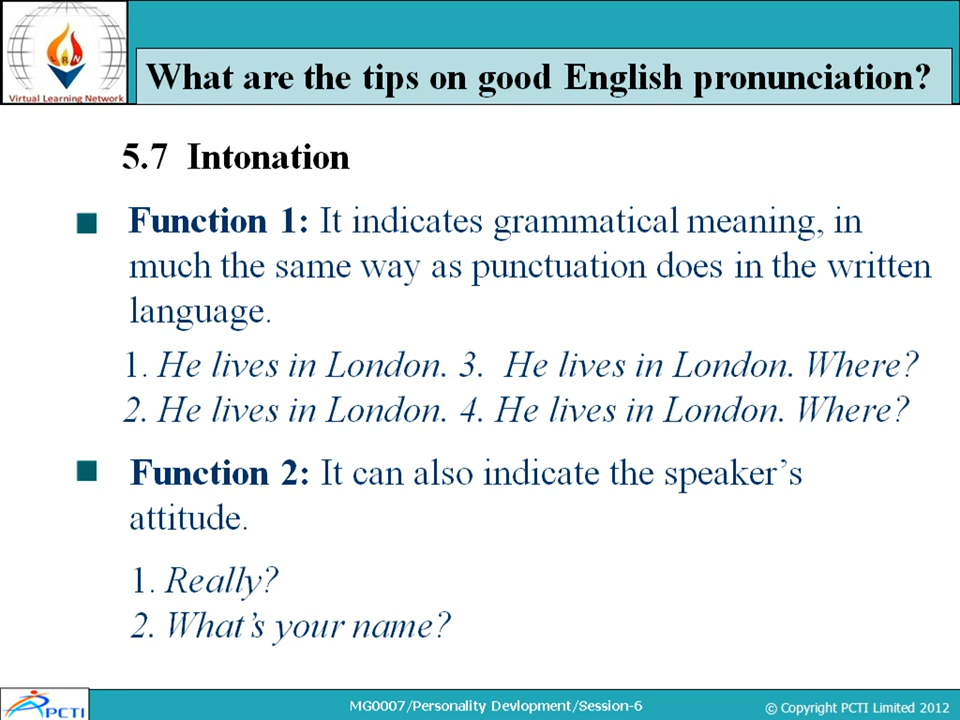 RN
Virtual Learning Network
What are the tips on good English pronunciation?
5.7 Intonation
Function 1: It indicates grammatical meaning, in
much the same way as punctuation does in the written
language.
1. He lives in London. 3. He lives in London. Where?
2. He lives in London. 4. He lives in London. Where?
Function 2: It can also indicate the speaker's
attitude.
1. Really?
2. What's your name?
PCTI
MG0007/Personality Devlopment/Session-6
© Copyright PCTI Limited 2012